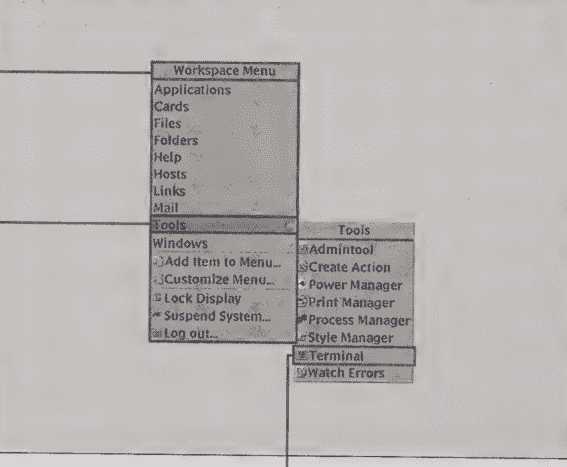 Workspace Menu
Applications
Cards
Files
Folders
Help
Hosts
Links
Mail
Tools
Windows
Add Item to Menu...
Customize Menu...
Lock Display
Suspend System...
Log out...
Tools
Admintool
Create Action
Power Manager
Print Manager
Process Manager
Style Manager
Terminal
Watch Errors